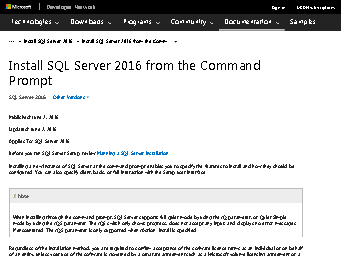 Microsoft Developer Network
Sign in
Technologies Downloads Programs Community Documentation Samples
Install SQL Server 2016 Install SQL Server 2016 from the Comm
Install SQL Server 2016 from the Command
Prompt
SQL Server 2016 Other Versions
Published: June 2, 2016
Updated: June 2, 2016
Applies To: SQL Server 2016
Before you run SQL Server Setup, review Planning a SQL Server Installation.
Installing a new instance of SQL Server at the command prompt enables you to specify the features to install and how they should be
configured. You can also specify silent, basic, or full interaction with the Setup user interface.
Note
When installing through the command prompt, SQL Server supports full quiet mode by using the /Q parameter, or Quiet Simple
mode by using the /QS parameter. The /QS switch only shows progress, does not accept any input, and displays no error messages
if encountered. The /QS parameter is only supported when /Action=install is specified.
Regardless of the installation method, you are required to confirm acceptance of the software license terms as an individual or on behalf
of an entity, unless your use of the software is governed by a separate agreement such as a Microsoft volume licensing agreement or a